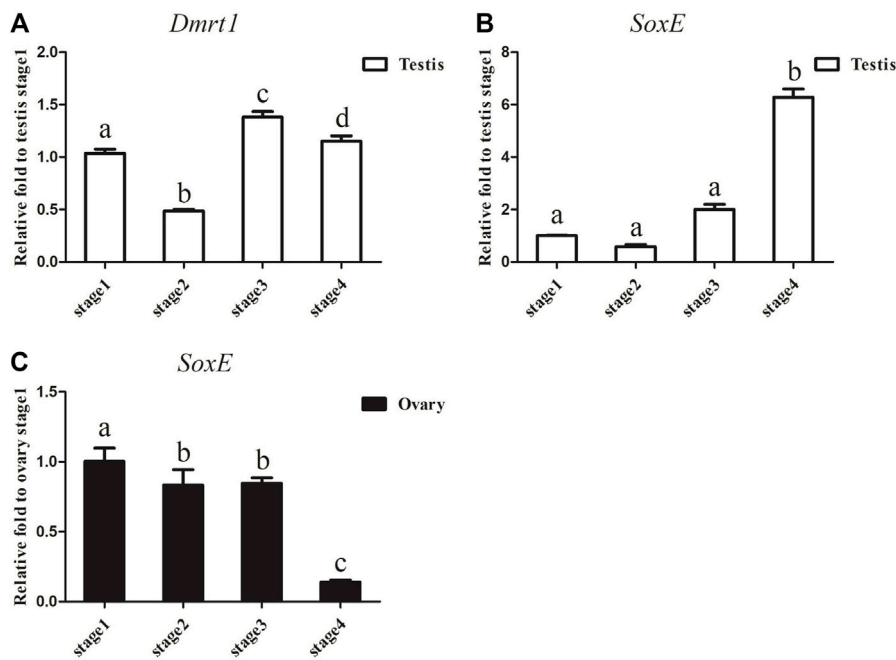 A
Dmrt1
Relative fold to testis stage1
2.0
1.5
1.0
0.5
0.0
a
b
c
d
Testis
stage1
stage2
stage3
stage4
B
SoxE
Relative fold to testis stage1
8
6
4
2
0
a
a
a
b
Testis
stage1
stage2
stage3
stage4
C
SoxE
Relative fold to ovary stage1
1.5
1.0
0.5
0.0
a
b
b
c
Ovary
stage1
stage2
stage3
stage4